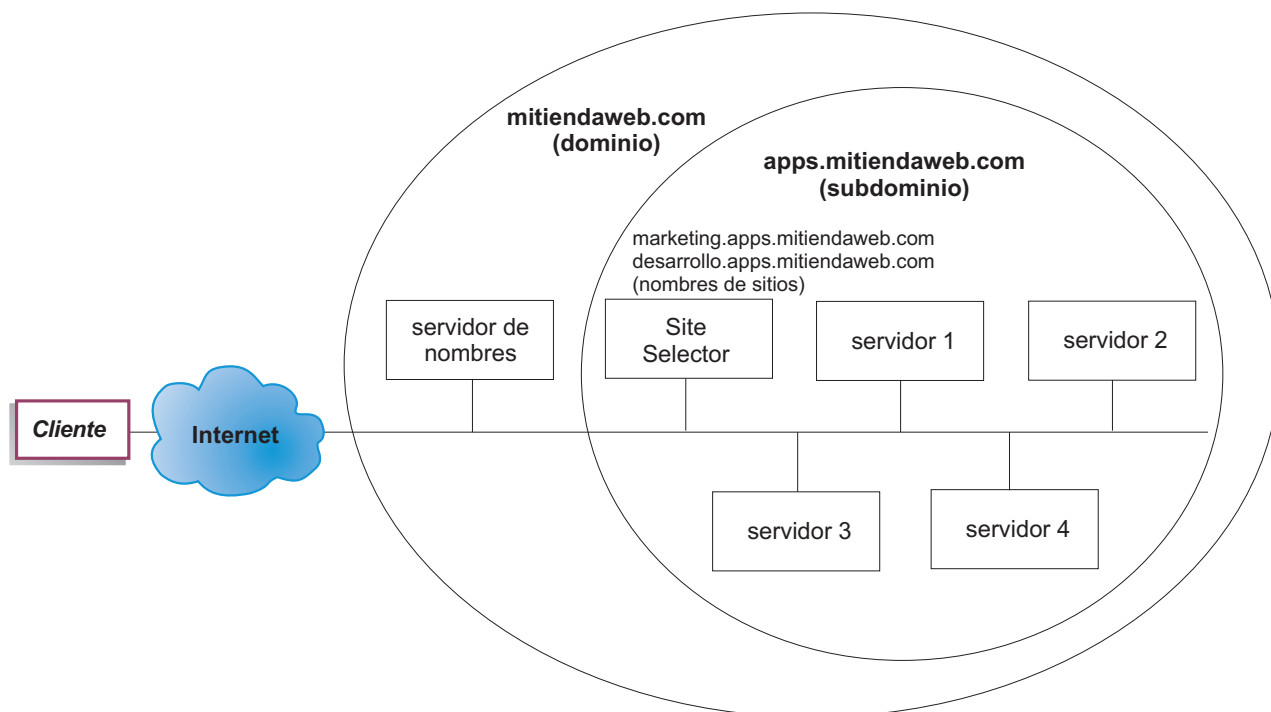 mitiendaweb.com
(dominio)
apps.mitiendaweb.com
(subdominio)
marketing.apps.mitiendaweb.com
desarrollo.apps.mitiendaweb.com
(nombres de sitios)
servidor de
nombres
Site
Selector
servidor 1
servidor 2
Cliente
Internet
servidor 3
servidor 4